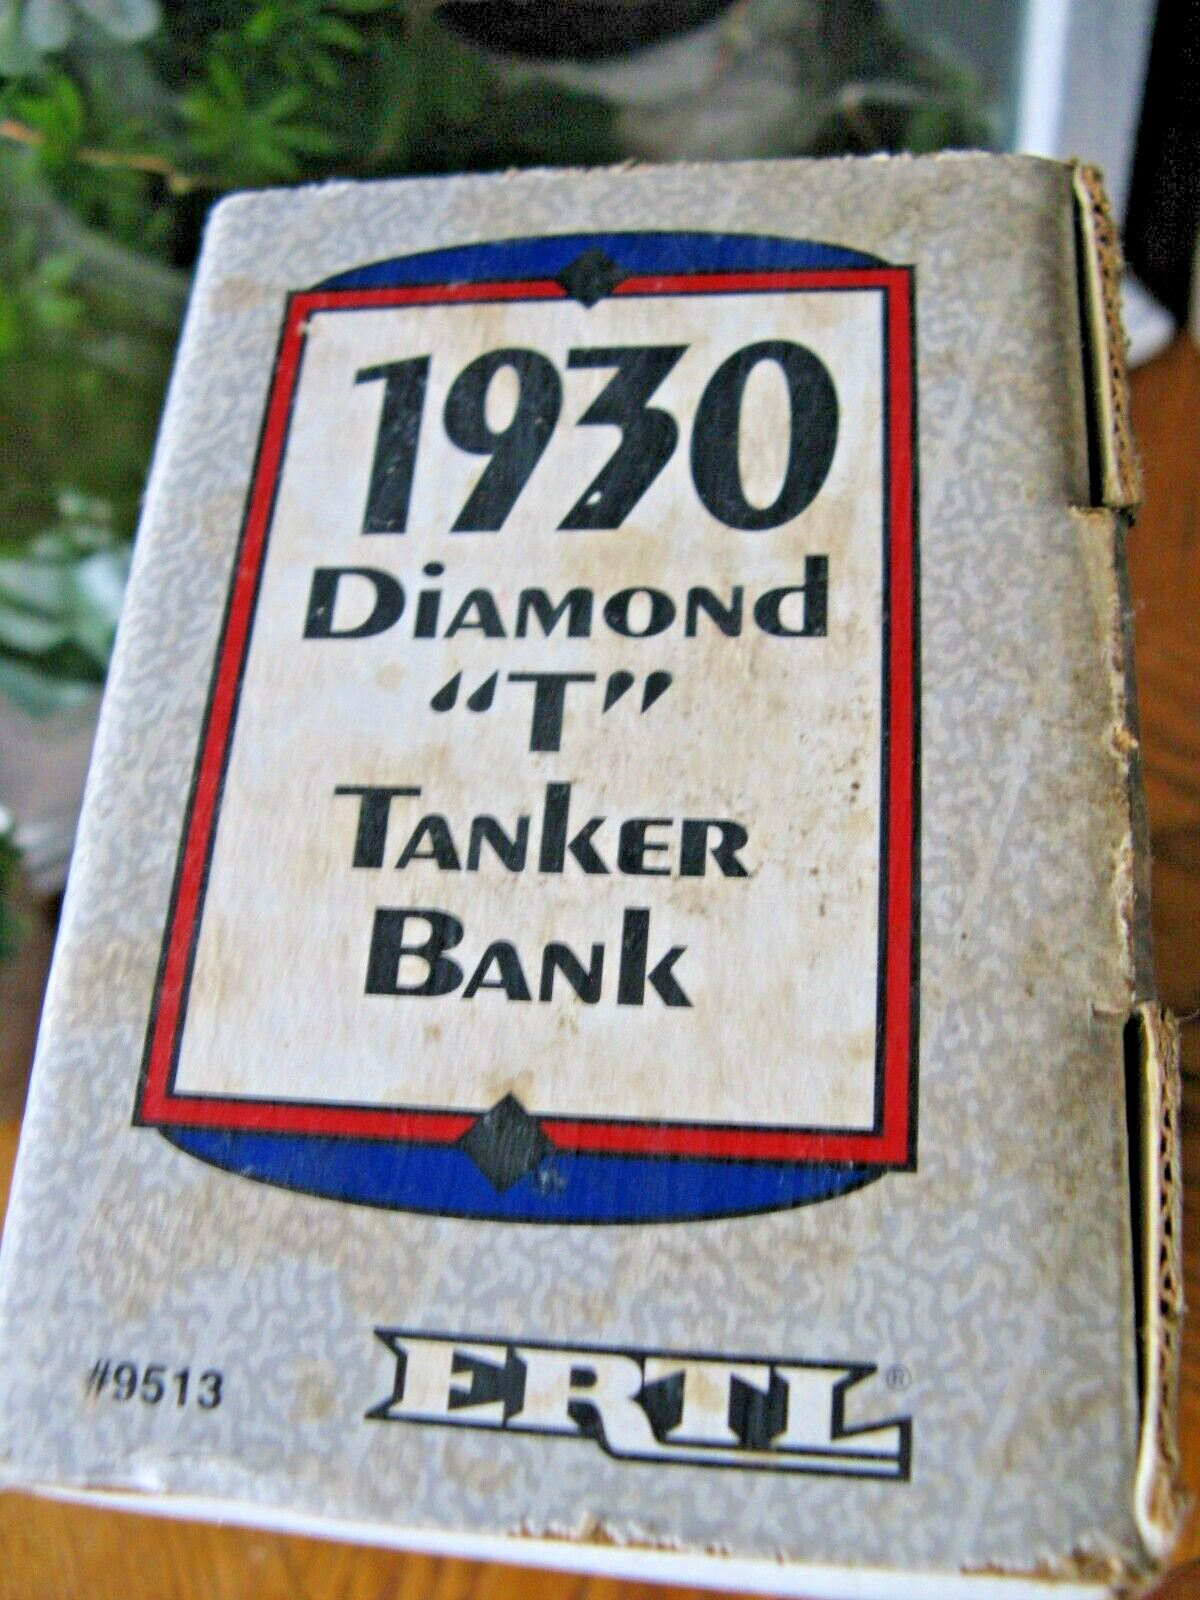 1930
Diamond
“T”
Tanker
Bank
#9513 ERTL®